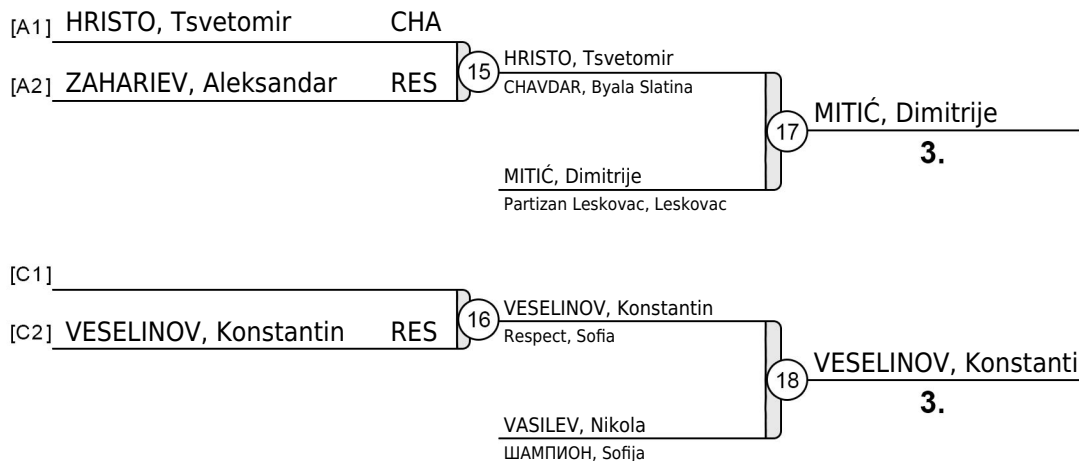 [A1] HRISTO, Tsvetomir CHA
[A2] ZAHARIEV, Aleksandar RES
15
HRISTO, Tsvetomir
CHAVDAR, Byala Slatina
MITIĆ, Dimitrije
Partizan Leskovac, Leskovac
17
MITIĆ, Dimitrije
3.
[C1]
[C2] VESELINOV, Konstantin RES
16
VESELINOV, Konstantin
Respect, Sofia
VASILEV, Nikola
ШАМПИОН, Sofija
18
VESELINOV, Konstanti
3.